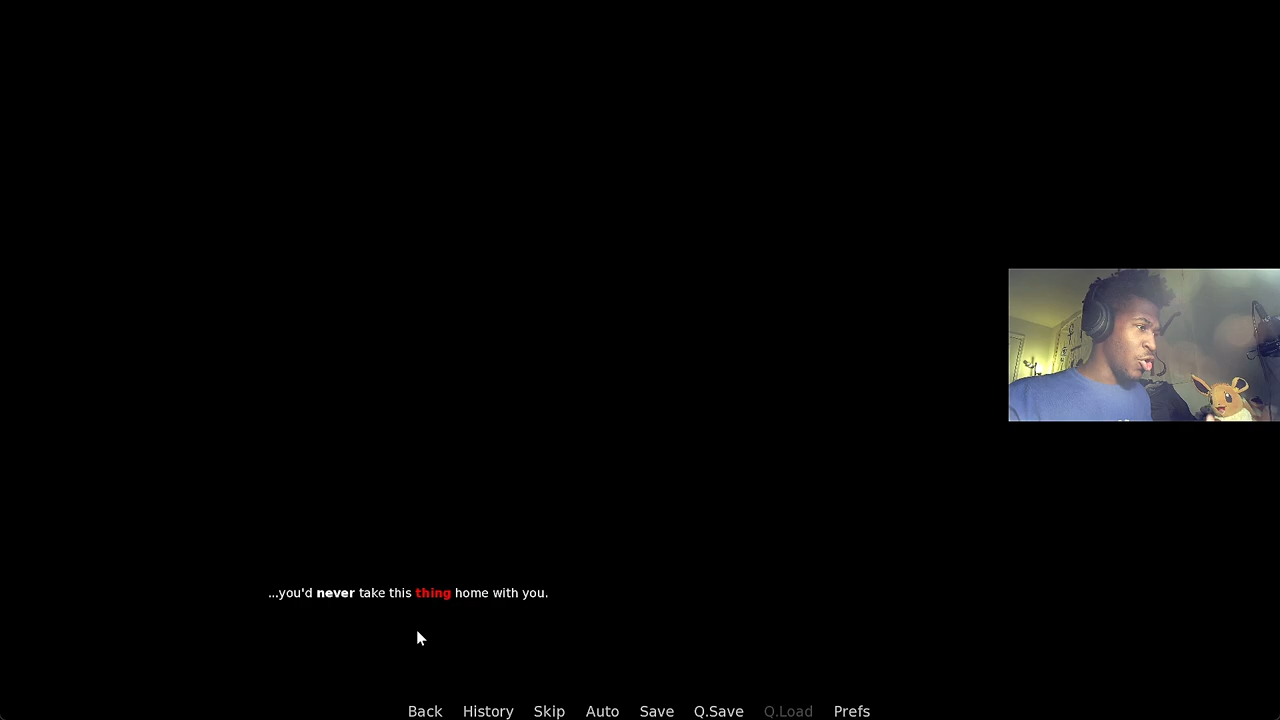 ...you'd never take this thing home with you.
Back History Skip Auto Save Q.Save Q.Load Prefs